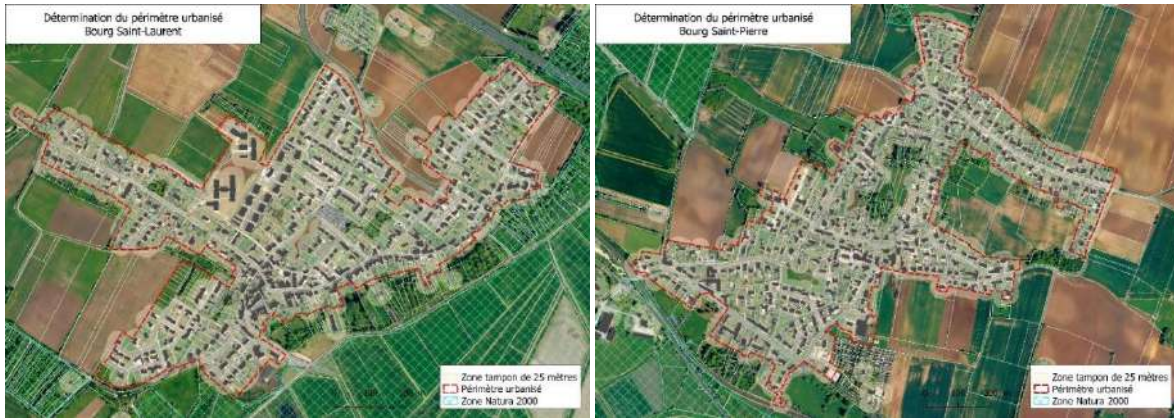 Détermination du périmètre urbanisé
Bourg Saint-Laurent
Zone tampon de 25 mètres
Périmètre urbanisé
Zone Natura 2000
Détermination du périmètre urbanisé
Bourg Saint-Pierre
Zone tampon de 25 mètres
Périmètre urbanisé
Zone Natura 2000